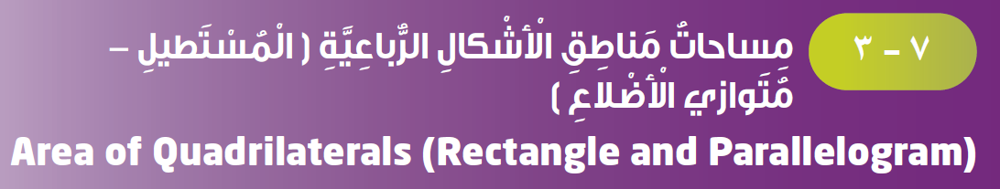 ٧ – ٣
مِساحاتُ مَناطِقِ الْأشْكالِ الرُّباعِيَّةِ ( الْمُسْتَطيلِ –
مُتَوازي الْأضْلاعِ )
Area of Quadrilaterals (Rectangle and Parallelogram)